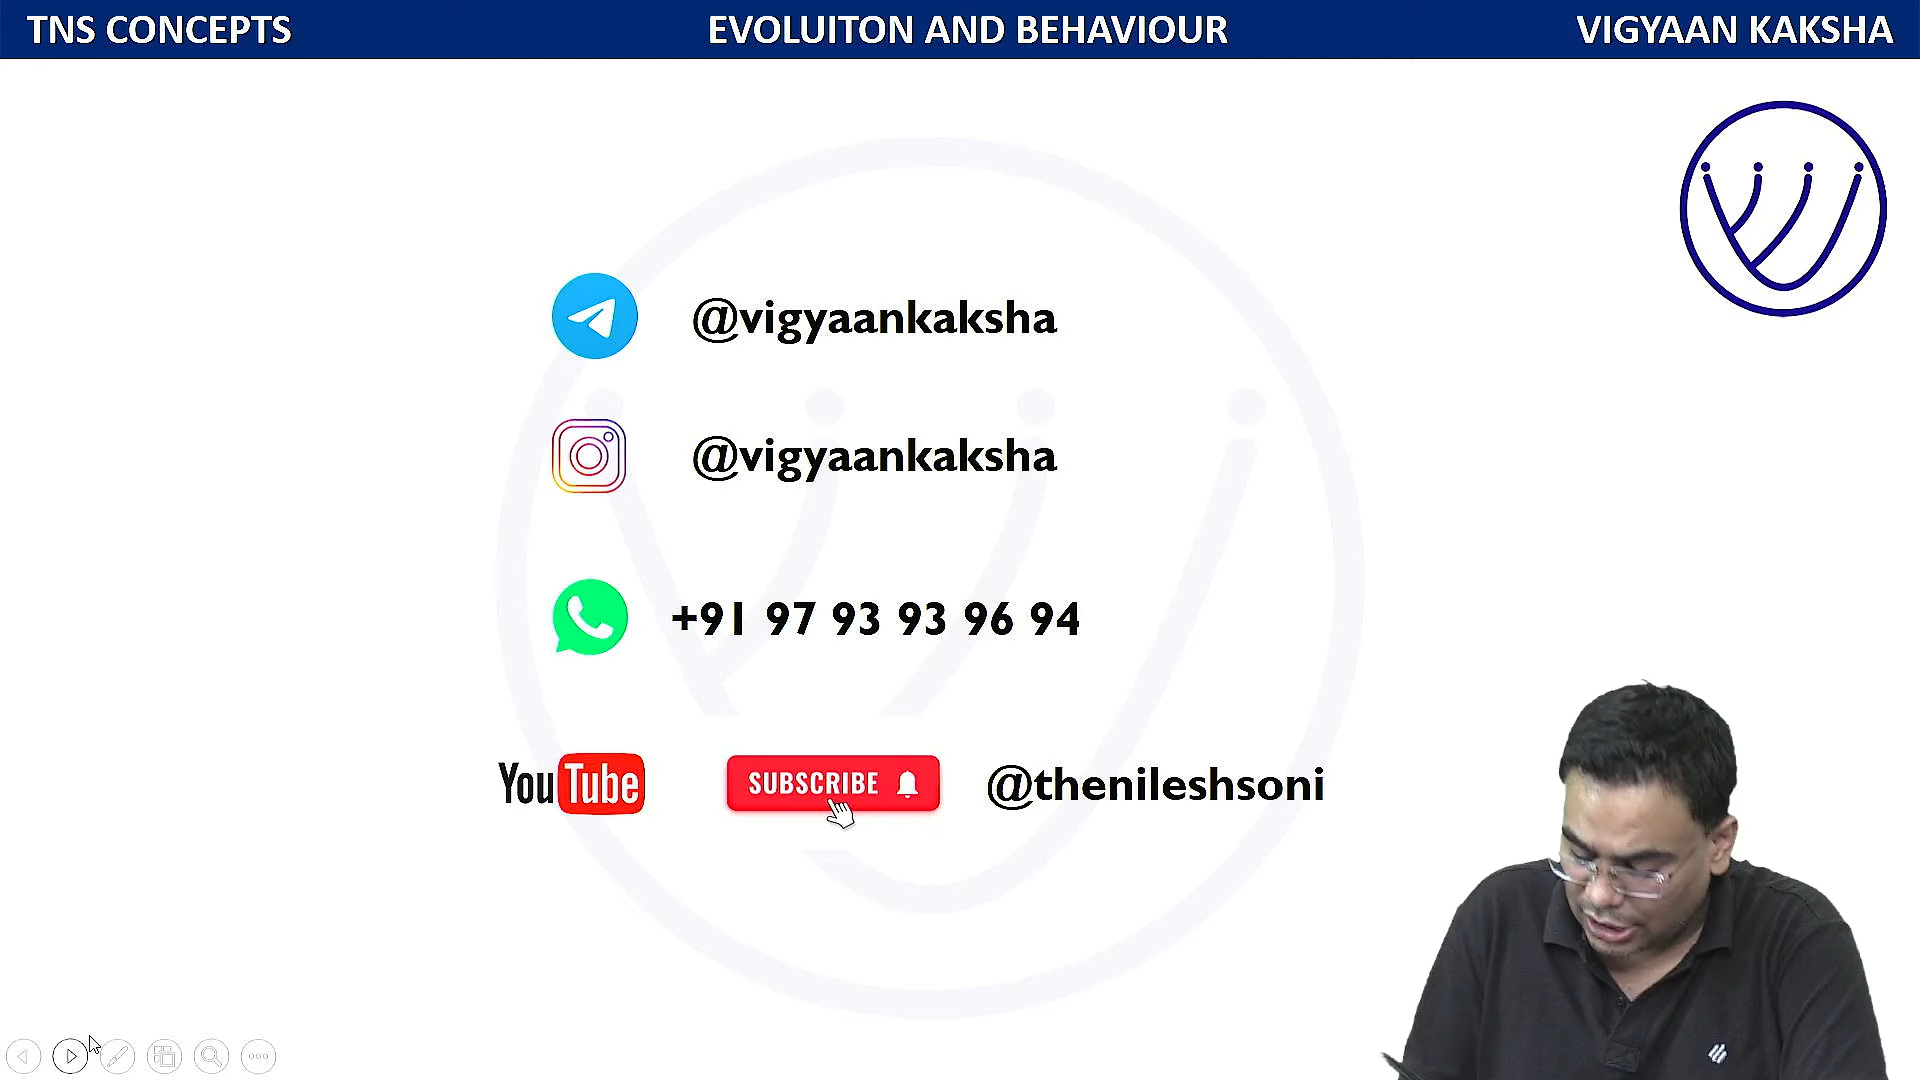 TNS CONCEPTS
EVOLUITON AND BEHAVIOUR
VIGYAAN KAKSHA
@vigyaankaksha
@vigyaankaksha
+91 97 93 93 96 94
YouTube SUBSCRIBE @thenileshsoni